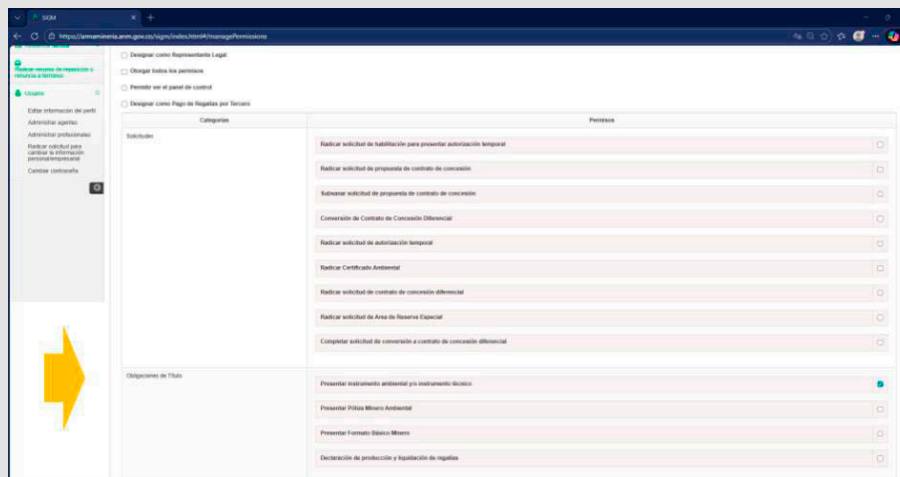 SIGM
https://annamineria.anm.gov.co/sigm/index.html#/managePermissions
Radicar recurso de reposición o
renuncia a términos
Usuario
Editar información del perfil
Administrar agentes
Administrar profesionales
Radicar solicitud para
cambiar la información
personal/empresarial
Cambiar contraseña
Designar como Representante Legal
Otorgar todos los permisos
Permitir ver el panel de control
Designar como Pago de Regalías por Tercero
Categorías
Permisos
Solicitudes
Radicar solicitud de habilitación para presentar autorización temporal
Radicar solicitud de propuesta de contrato de concesión
Subsanar solicitud de propuesta de contrato de concesión
Conversión de Contrato de Concesión Diferencial
Radicar solicitud de autorización temporal
Radicar Certificado Ambiental
Radicar solicitud de contrato de concesión diferencial
Radicar solicitud de Area de Reserva Especial
Completar solicitud de conversión a contrato de concesión diferencial
Obligaciones de Título
Presentar instrumento ambiental y/o instrumento técnico
Presentar Póliza Minero Ambiental
Presentar Formato Básico Minero
Declaración de producción y liquidación de regalías